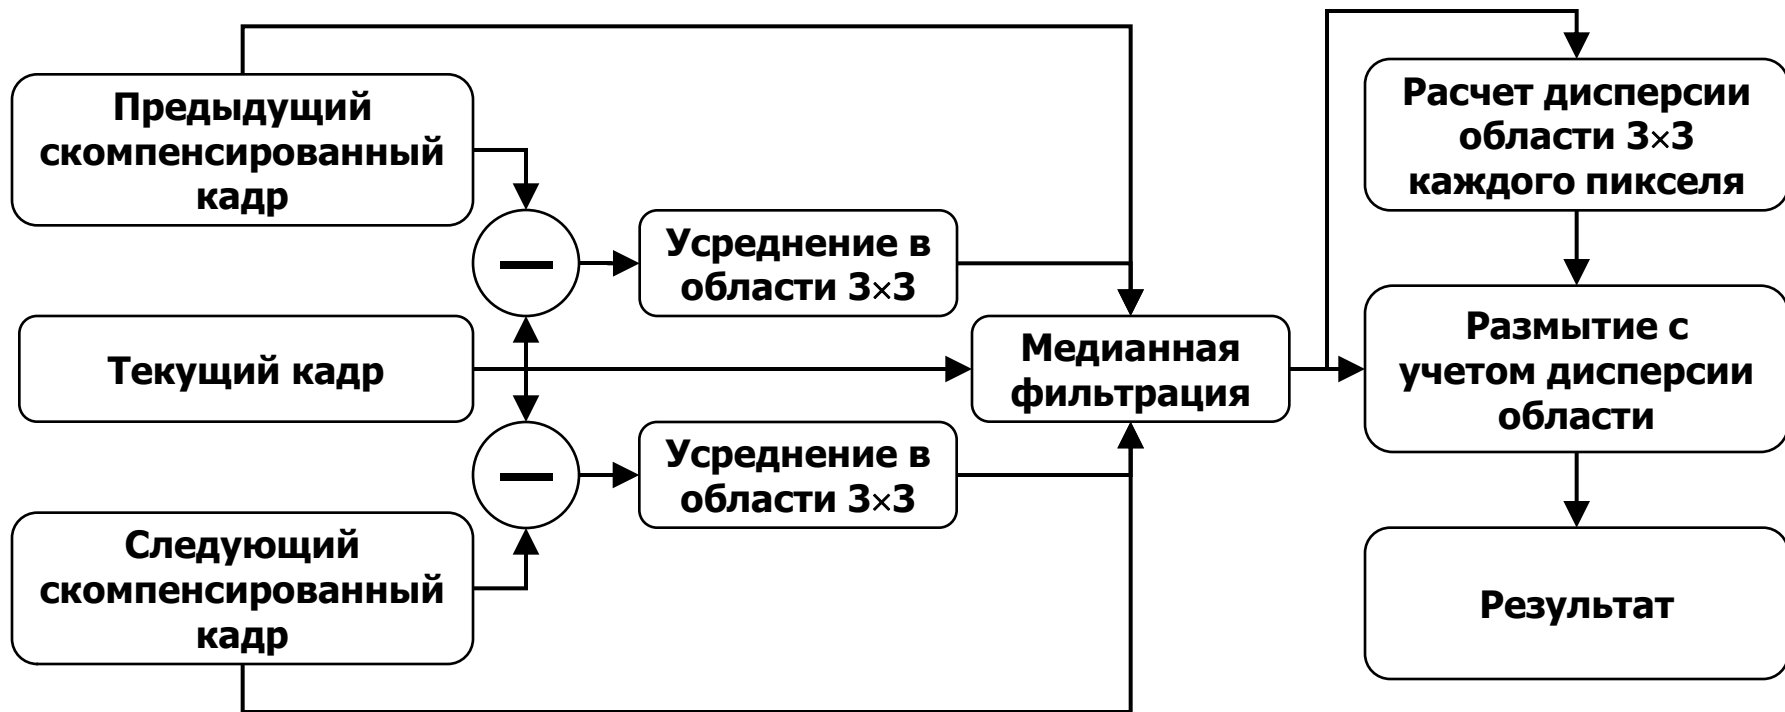 Предыдущий
скомпенсированный
кадр
Расчет дисперсии
области 3×3
каждого пикселя
—
Усреднение в
области 3×3
Текущий кадр
Медианная
фильтрация
Размытие с
учетом дисперсии
области
—
Усреднение в
области 3×3
Следующий
скомпенсированный
кадр
Результат